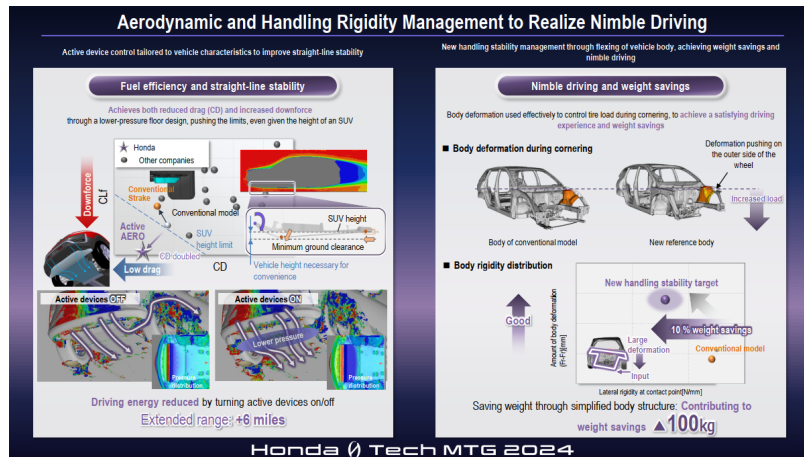 Aerodynamic and Handling Rigidity Management to Realize Nimble Driving
Active device control tailored to vehicle characteristics to improve straight-line stability
Fuel efficiency and straight-line stability
Achieves both reduced drag (CD) and increased downforce
through a lower-pressure floor design, pushing the limits, even given the height of an SUV
Honda
Other companies
Downforce
CLf
Conventional
Strake
Conventional model
Active
AERO
SUV
height limit
CD doubled
Low drag
CD
SUV height
Minimum ground clearance
Vehicle height necessary for
convenience
Active devices OFF
Pressure
distribution
Active devices ON
Lower pressure
Pressure
distribution
Driving energy reduced by turning active devices on/off
Extended range: +6 miles
New handling stability management through flexing of vehicle body, achieving weight savings and
nimble driving
Nimble driving and weight savings
Body deformation used effectively to control tire load during cornering, to achieve a satisfying driving
experience and weight savings
■ Body deformation during cornering
Deformation pushing on
the outer side of the
wheel
Increased load
Body of conventional model
New reference body
■ Body rigidity distribution
Good
Amount of body deformation
(Fr-Fr)[mm]
New handling stability target
10 % weight savings
Large
deformation
Input
Conventional model
Lateral rigidity at contact point[N/mm]
Saving weight through simplified body structure: Contributing to
weight savings ▲100kg
Honda 0 Tech MTG 2024